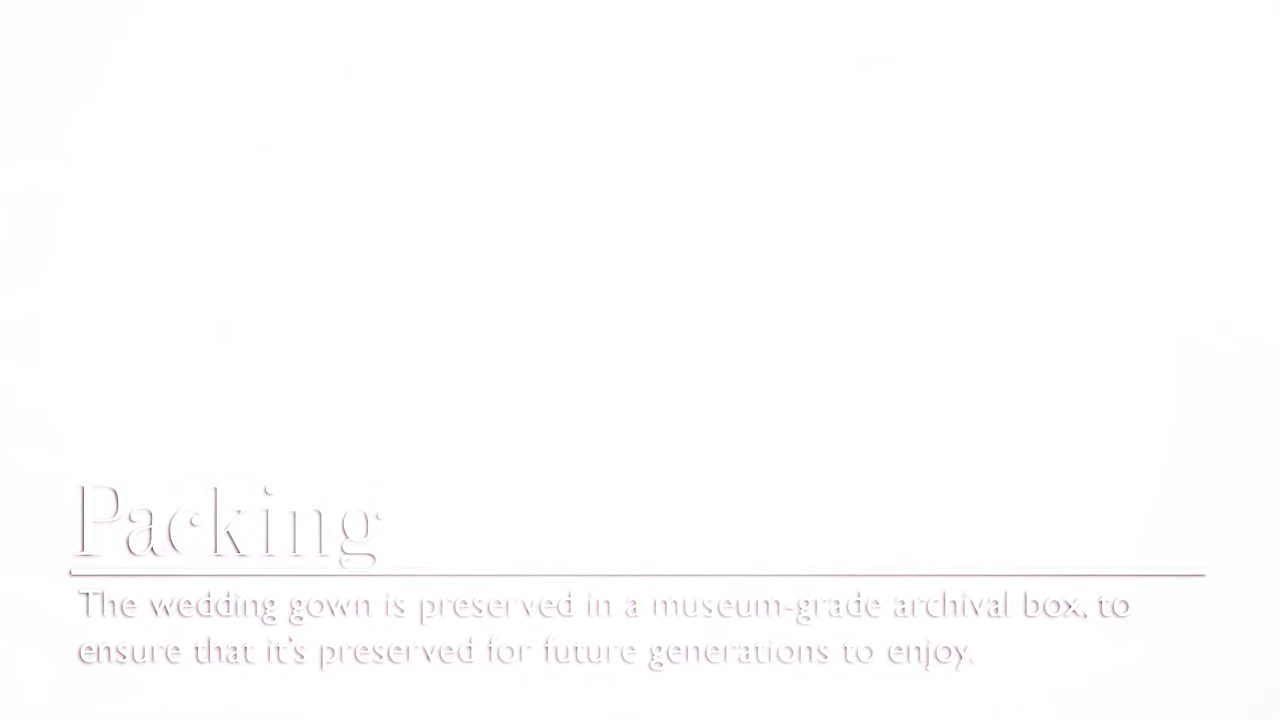 Packing
The wedding gown is preserved in a museum-grade archival box, to
ensure that it's preserved for future generations to enjoy.